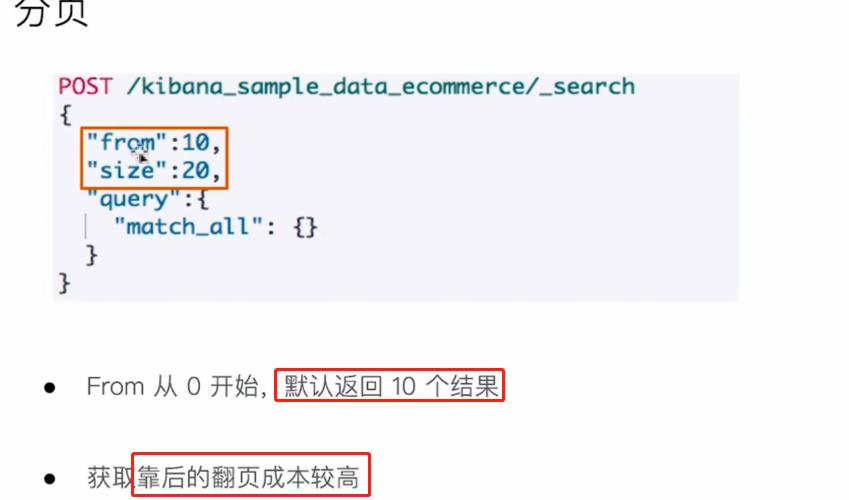 分页
POST /kibana_sample_data_ecommerce/_search
{
"from":10,
"size":20,
"query":{
"match_all": {}
}
}
● From 从 0 开始, 默认返回 10 个结果
● 获取靠后的翻页成本较高